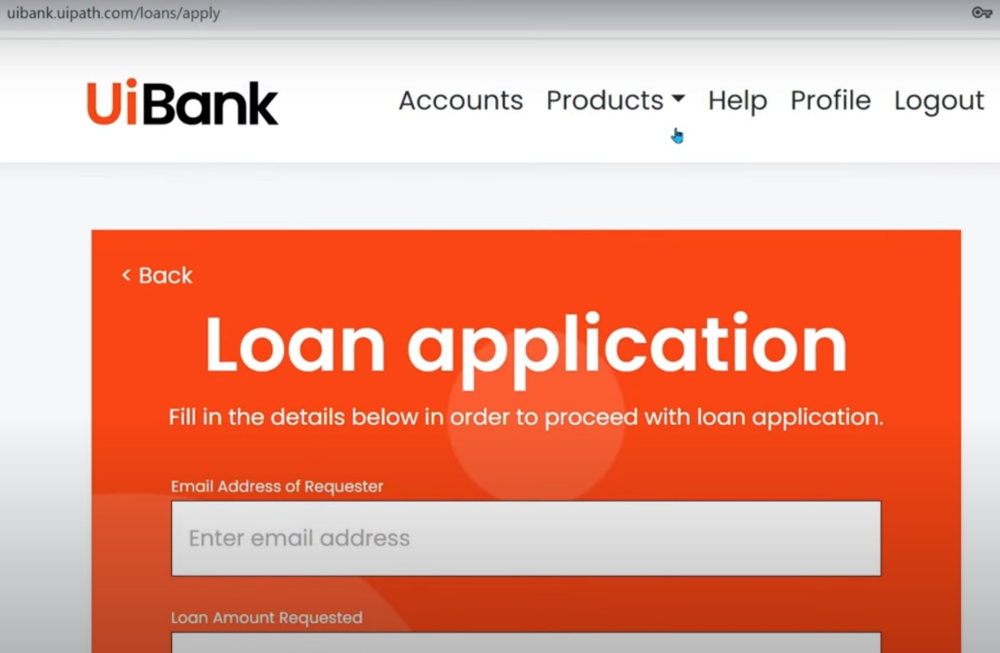 uibank.uipath.com/loans/apply
UiBank Accounts Products Help Profile Logout
< Back
Loan application
Fill in the details below in order to proceed with loan application.
Email Address of Requester
Enter email address
Loan Amount Requested